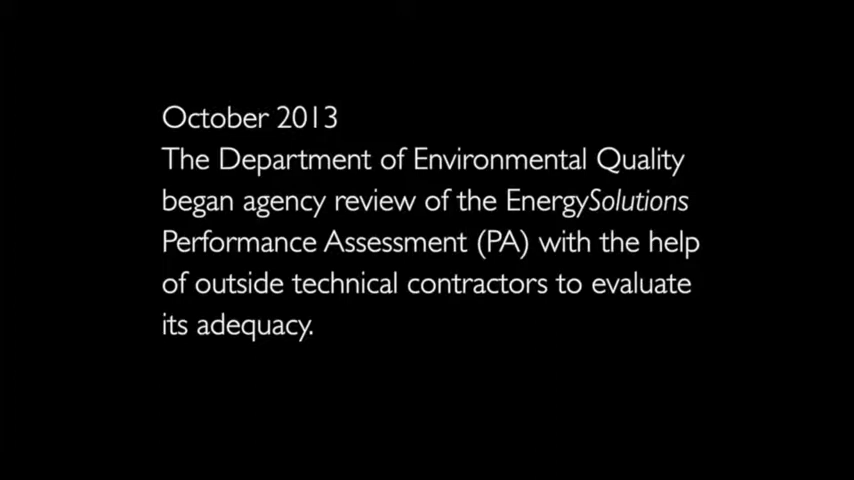 October 2013
The Department of Environmental Quality
began agency review of the EnergySolutions
Performance Assessment (PA) with the help
of outside technical contractors to evaluate
its adequacy.